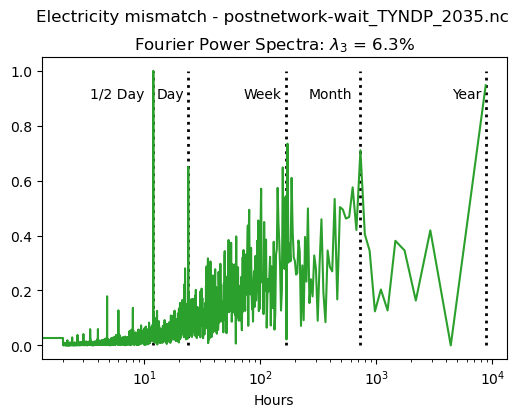 Electricity mismatch - postnetwork-wait_TYNDP_2035.nc
Fourier Power Spectra: λ₃ = 6.3%
1.0
1/2 Day
Day
Week
Month
Year
0.8
0.6
0.4
0.2
0.0
10¹
10²
10³
10⁴
Hours